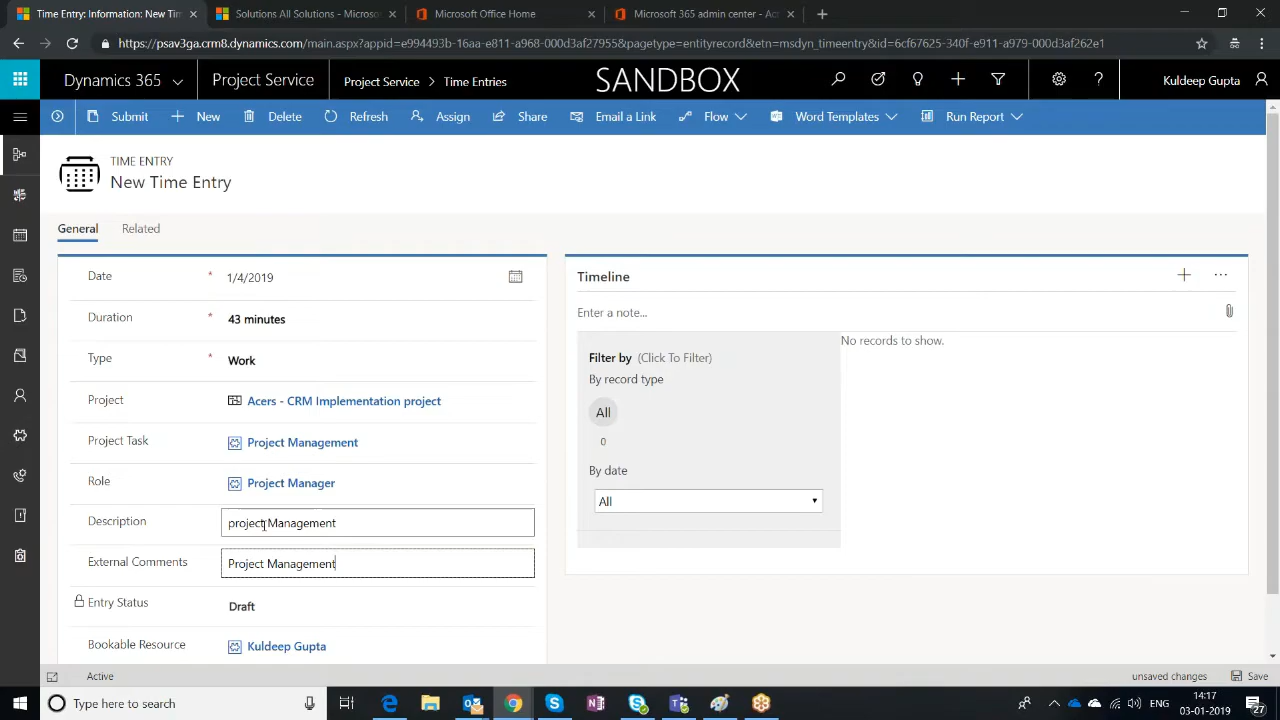 Time Entry: Information: New Tim
Solutions All Solutions - Microso
Microsoft Office Home
Microsoft 365 admin center - Ac
https://psav3ga.crm8.dynamics.com/main.aspx?appid=e994493b-16aa-e811-a968-000d3af27955&pagetype=entityrecord&etn=msdyn_timeentry&id=6cf67625-340f-e911-a979-000d3af262e1
Dynamics 365 Project Service Project Service > Time Entries SANDBOX Kuldeep Gupta
Submit New Delete Refresh Assign Share Email a Link Flow Word Templates Run Report
TIME ENTRY
New Time Entry
General Related
Date * 1/4/2019
Duration * 43 minutes
Type * Work
Project Acers - CRM Implementation project
Project Task Project Management
Role Project Manager
Description project Management
External Comments Project Management
Entry Status Draft
Bookable Resource Kuldeep Gupta
Timeline
Enter a note...
Filter by (Click To Filter)
No records to show.
By record type
All
0
By date
All
Active unsaved changes Save
Type here to search
14:17
03-01-2019
27